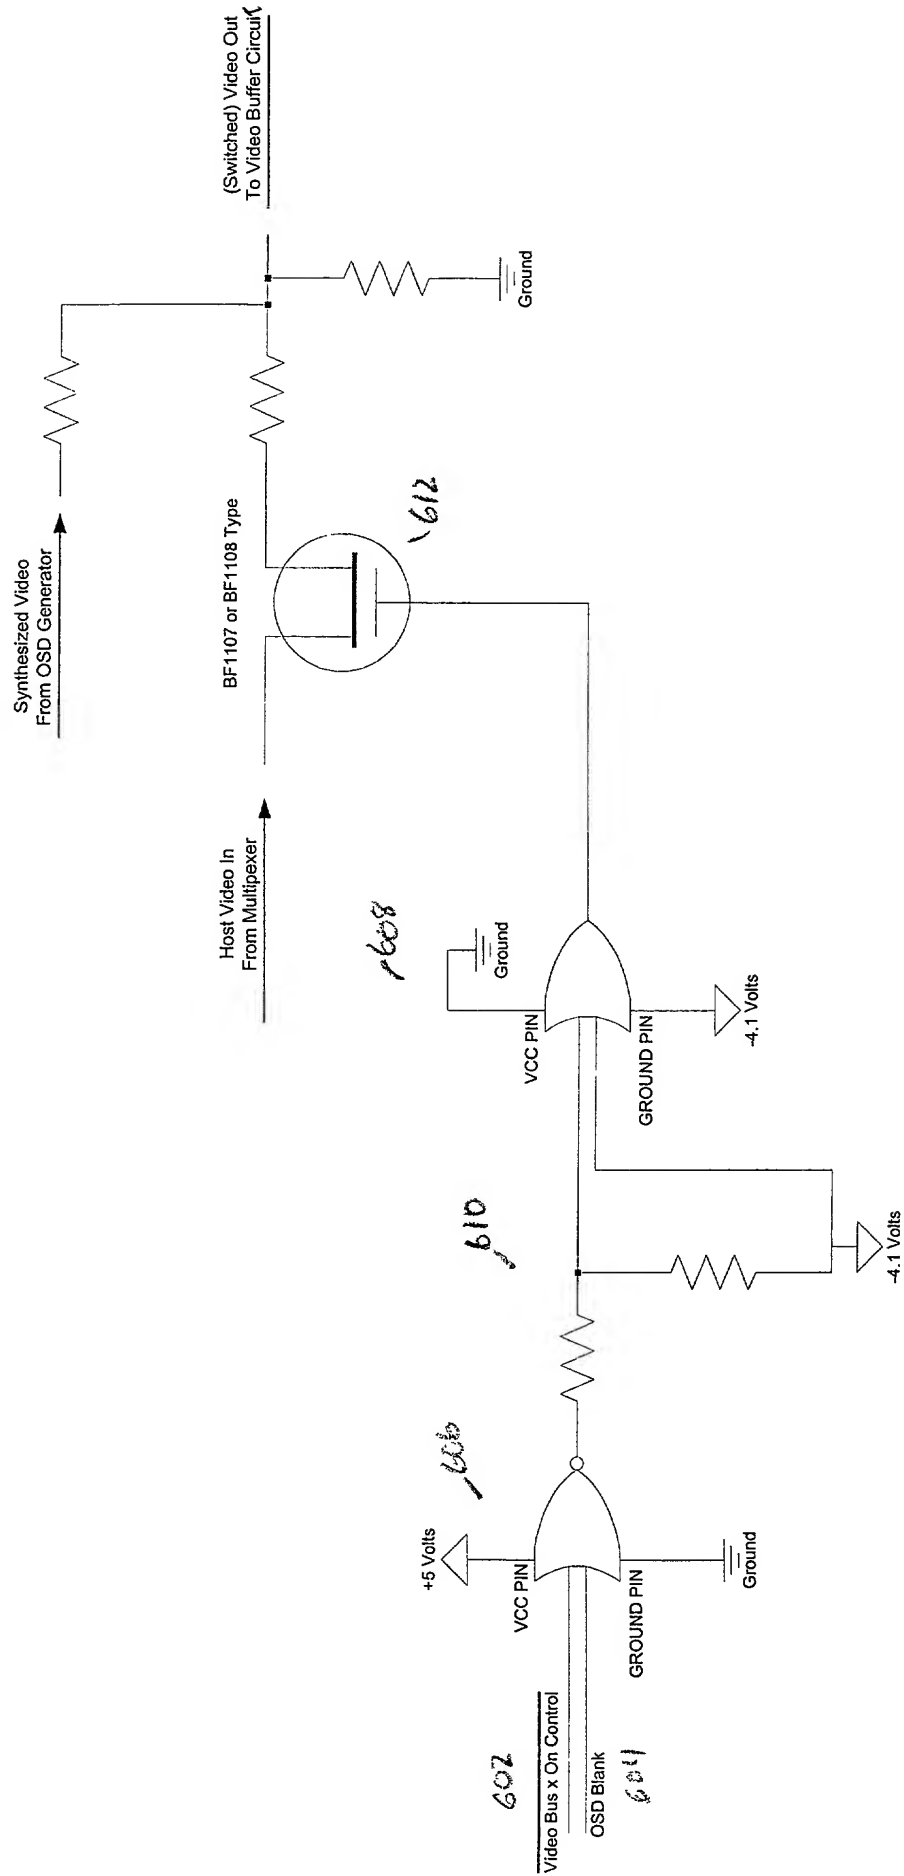 Synthesized Video
From OSD Generator
(Switched) Video Out
To Video Buffer Circuit
Host Video In
From Multipexer
BF1107 or BF1108 Type
612
Ground
608
Ground
VCC PIN
GROUND PIN
-4.1 Volts
610
-4.1 Volts
606
+5 Volts
VCC PIN
GROUND PIN
Ground
602
Video Bus x On Control
OSD Blank
604